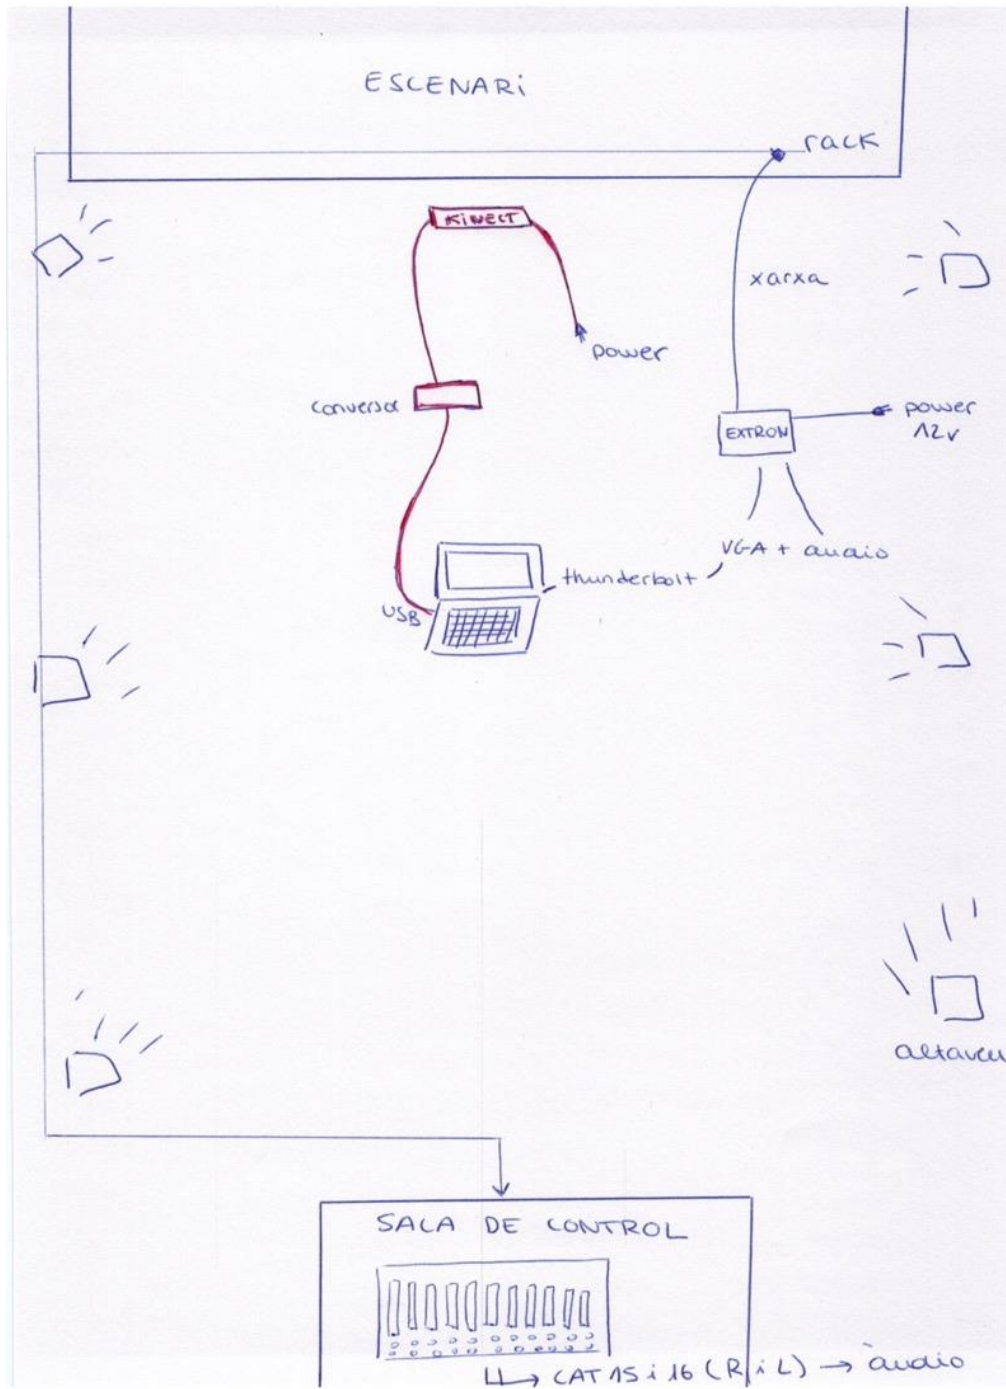 ESCENARi
rack
KINECT
xarxa
power
conversor
EXTRON
power
12v
VGA + audio
thunderbolt
USB
altaveu
SALA DE CONTROL
CAT 15 i 16 (R i L) → àudio